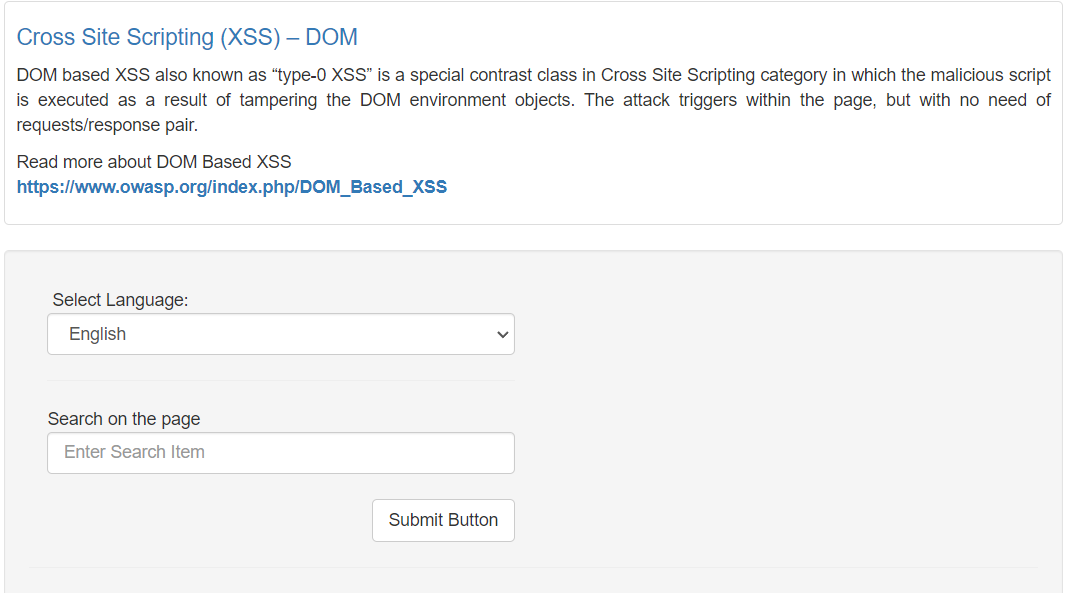 Cross Site Scripting (XSS) – DOM
DOM based XSS also known as “type-0 XSS” is a special contrast class in Cross Site Scripting category in which the malicious script
is executed as a result of tampering the DOM environment objects. The attack triggers within the page, but with no need of
requests/response pair.
Read more about DOM Based XSS
https://www.owasp.org/index.php/DOM_Based_XSS
Select Language:
English
Search on the page
Enter Search Item
Submit Button